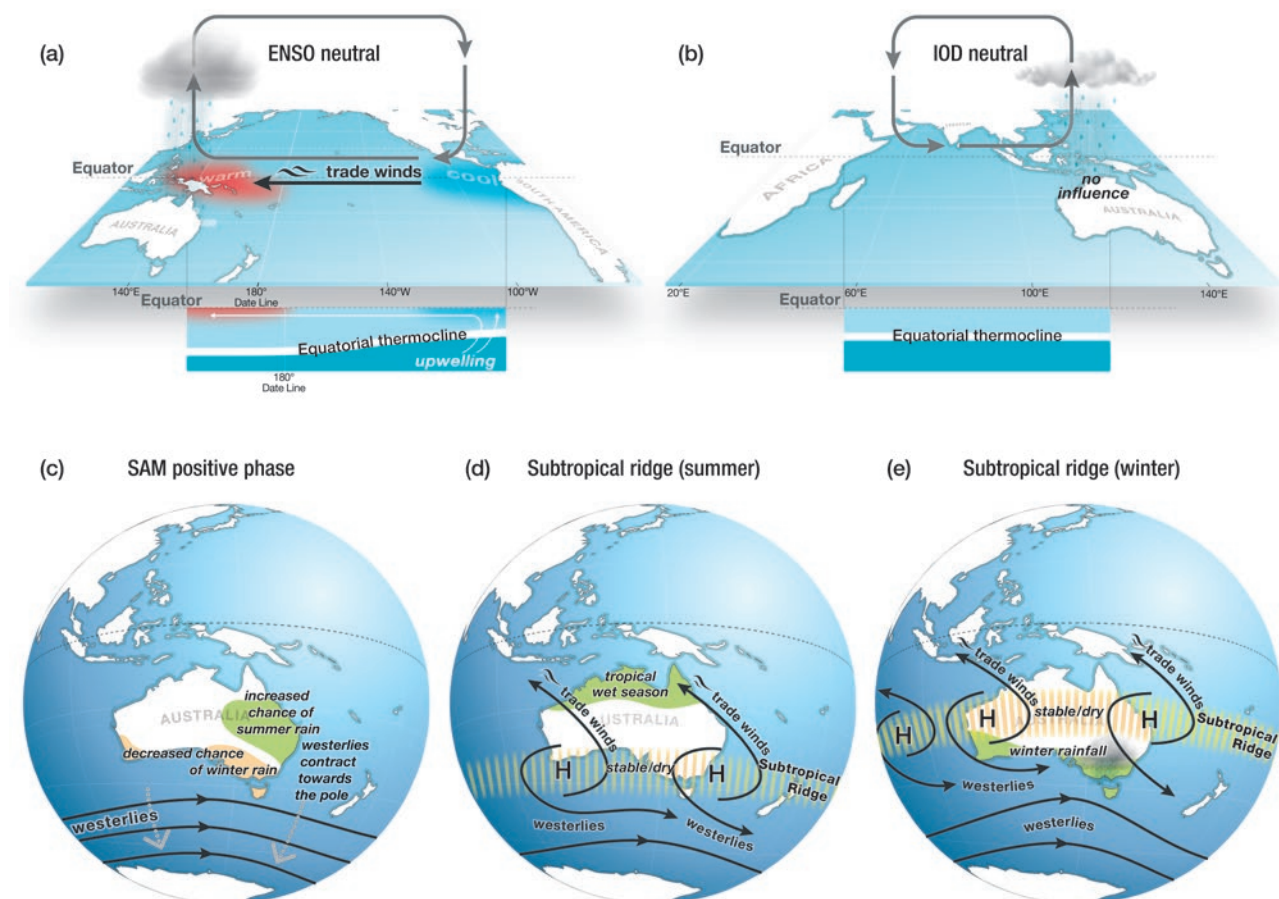 (a)
ENSO neutral
Equator
warm
trade winds
cool
AUSTRALIA
SOUTH AMERICA
140°E
Equator
180°
Date Line
140°W
100°W
Equatorial thermocline
upwelling
180°
Date Line
(b)
IOD neutral
Equator
AFRICA
no
influence
AUSTRALIA
20°E
Equator
60°E
100°E
140°E
Equatorial thermocline
(c)
SAM positive phase
increased
AUSTRALIA
chance of
summer rain
decreased chance
of winter rain
westerlies
contract
towards
the pole
westerlies
(d)
Subtropical ridge (summer)
tropical
wet season
trade winds
trade winds
AUSTRALIA
H
stable/dry
H
Subtropical
Ridge
westerlies
westerlies
(e)
Subtropical ridge (winter)
trade winds
trade winds
H
H
stable/dry
AUSTRALIA
H
Subtropical
Ridge
winter rainfall
westerlies
westerlies